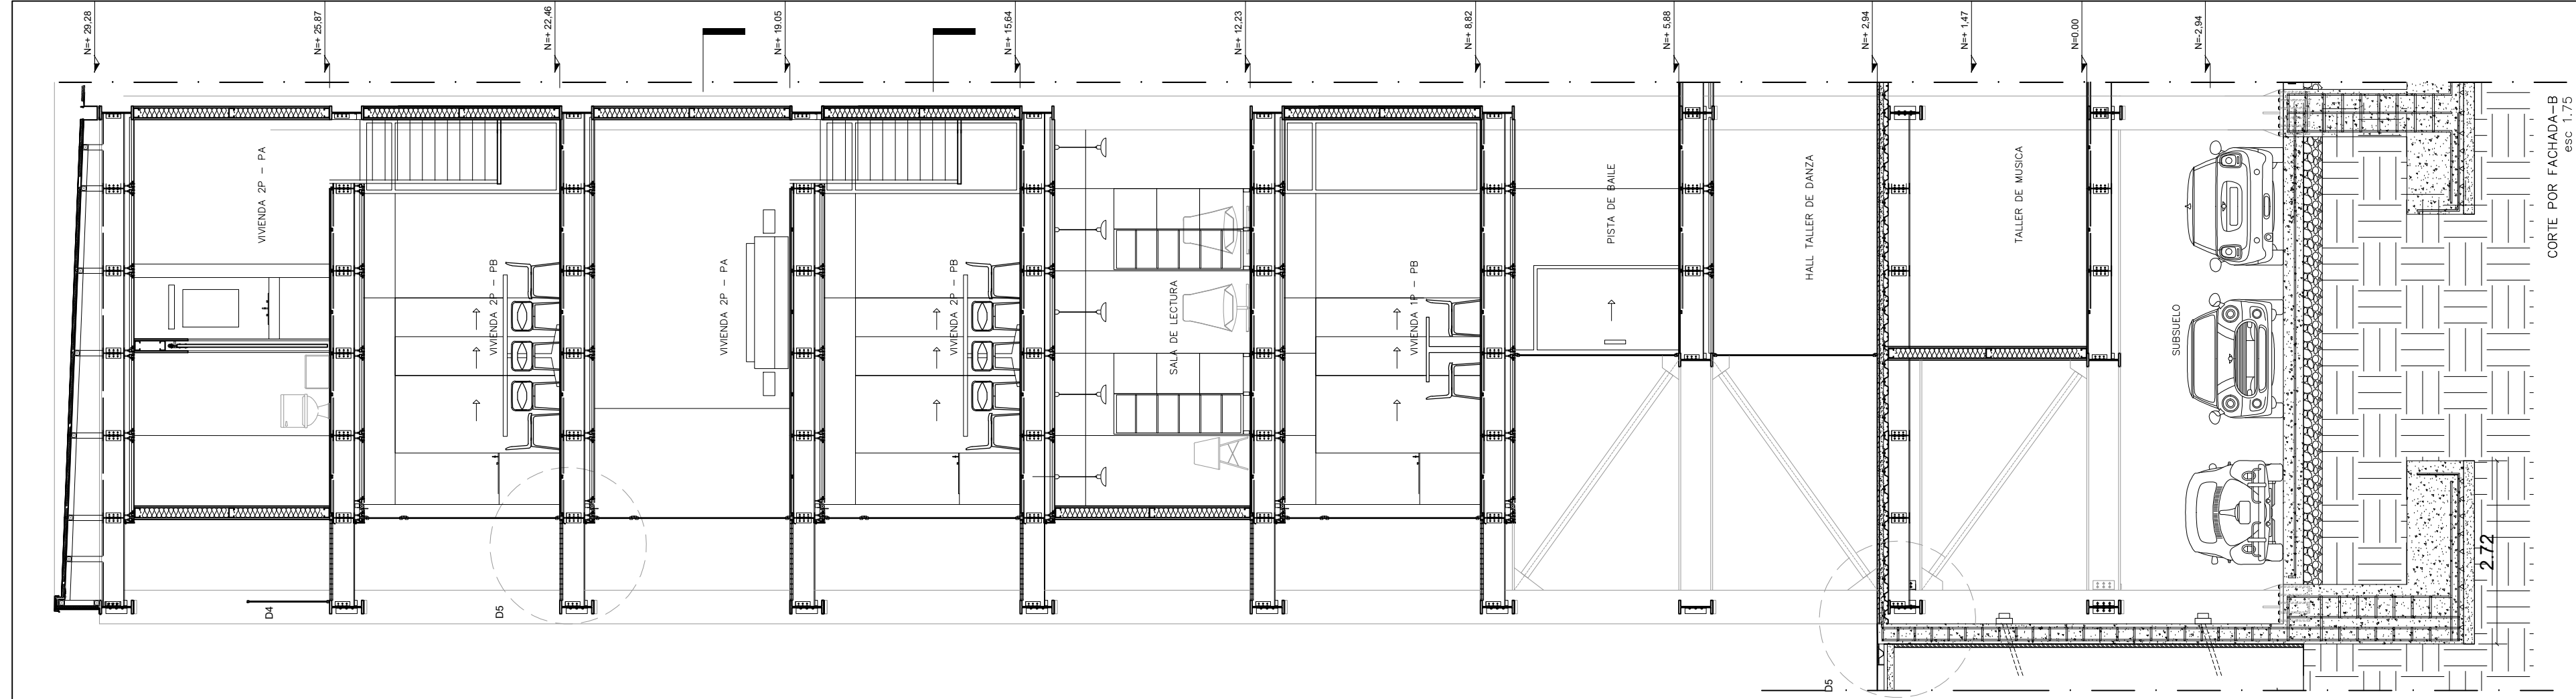 N=+ 29,28
N=+ 25,87
N=+ 22,46
N=+ 19.05
N=+ 15,64
N=+ 12,23
N=+ 8,82
N=+ 5,88
N=+ 2,94
N=+ 1,47
N=0.00
N=-2,94
VIVIENDA 2P - PA
VIVIENDA 2P - PB
VIVIENDA 2P - PA
VIVIENDA 2P - PB
SALA DE LECTURA
VIVIENDA 1P - PB
PISTA DE BAILE
HALL TALLER DE DANZA
TALLER DE MUSICA
SUBSUELO
D4
D5
D5
2.72
CORTE POR FACHADA-B
esc 1.75